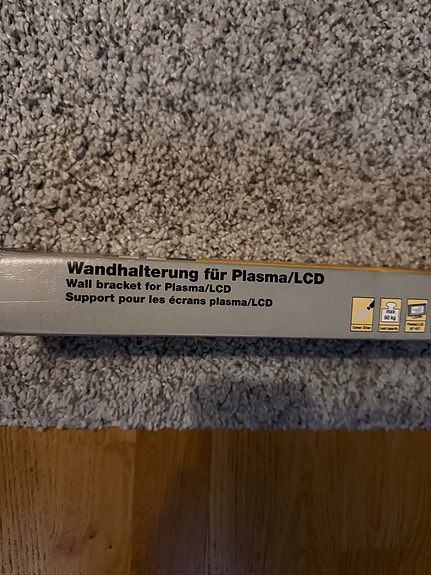 Wandhalterung für Plasma/LCD
Wall bracket for Plasma/LCD
Support pour les écrans plasma/LCD
max
50 kg